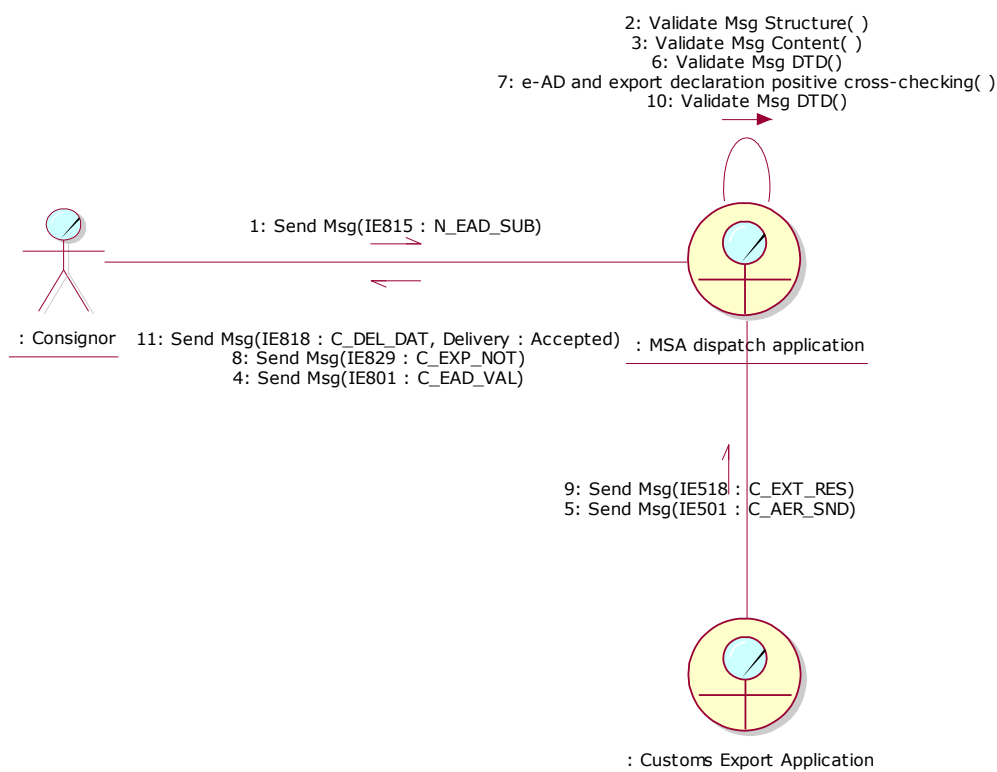 2: Validate Msg Structure( )
3: Validate Msg Content( )
6: Validate Msg DTD()
7: e-AD and export declaration positive cross-checking( )
10: Validate Msg DTD()
1: Send Msg(IE815 : N_EAD_SUB)
: Consignor
11: Send Msg(IE818 : C_DEL_DAT, Delivery : Accepted)
8: Send Msg(IE829 : C_EXP_NOT)
4: Send Msg(IE801 : C_EAD_VAL)
: MSA dispatch application
9: Send Msg(IE518 : C_EXT_RES)
5: Send Msg(IE501 : C_AER_SND)
: Customs Export Application